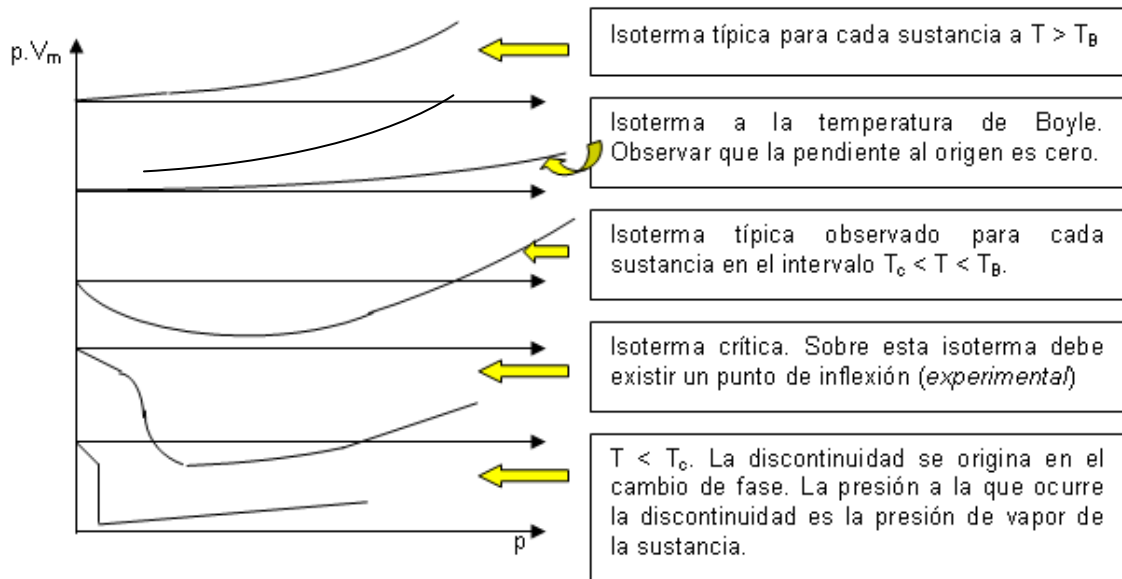 p.Vm
Isoterma típica para cada sustancia a T > TB
Isoterma a la temperatura de Boyle.
Observar que la pendiente al origen es cero.
Isoterma típica observado para cada
sustancia en el intervalo Tc < T < TB.
Isoterma crítica. Sobre esta isoterma debe
existir un punto de inflexión (experimental)
T < Tc. La discontinuidad se origina en el
cambio de fase. La presión a la que ocurre
la discontinuidad es la presión de vapor de
la sustancia.
p